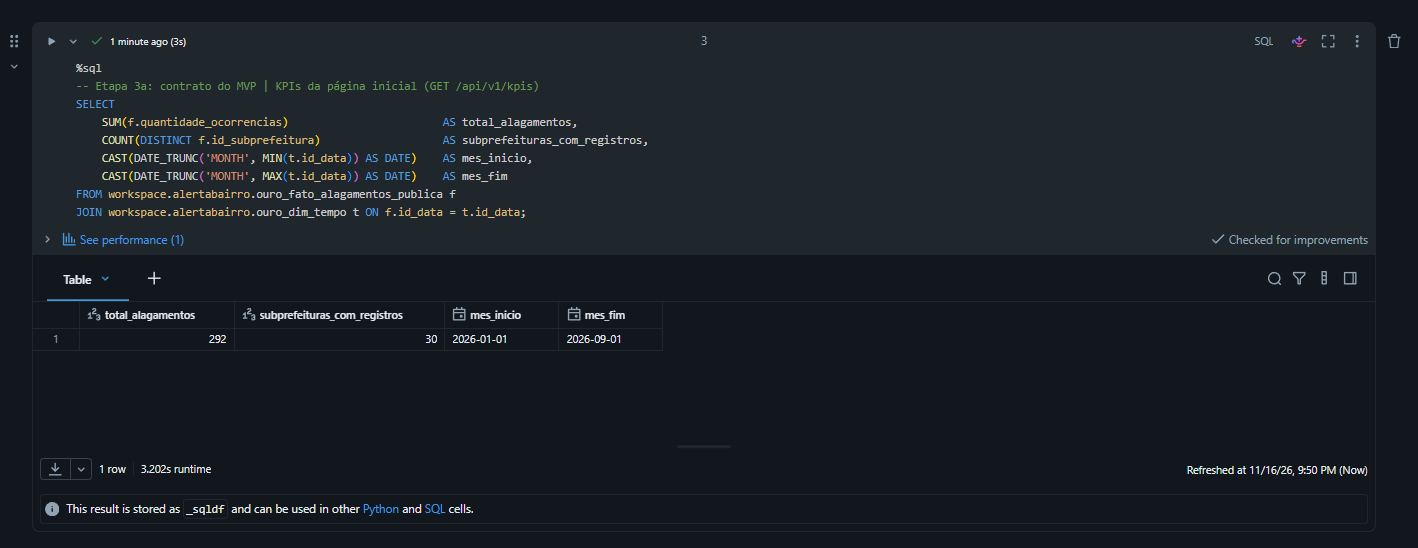 1 minute ago (3s)
3
SQL
%sql
-- Etapa 3a: contrato do MVP | KPIs da página inicial (GET /api/v1/kpis)
SELECT
SUM(f.quantidade_ocorrencias) AS total_alagamentos,
COUNT(DISTINCT f.id_subprefeitura) AS subprefeituras_com_registros,
CAST(DATE_TRUNC('MONTH', MIN(t.id_data)) AS DATE) AS mes_inicio,
CAST(DATE_TRUNC('MONTH', MAX(t.id_data)) AS DATE) AS mes_fim
FROM workspace.alertabairro.ouro_fato_alagamentos_publica f
JOIN workspace.alertabairro.ouro_dim_tempo t ON f.id_data = t.id_data;
See performance (1)
Checked for improvements
Table
total_alagamentos subprefeituras_com_registros mes_inicio mes_fim
1 292 30 2026-01-01 2026-09-01
1 row 3.202s runtime
Refreshed at 11/16/26, 9:50 PM (Now)
This result is stored as _sqldf and can be used in other Python and SQL cells.